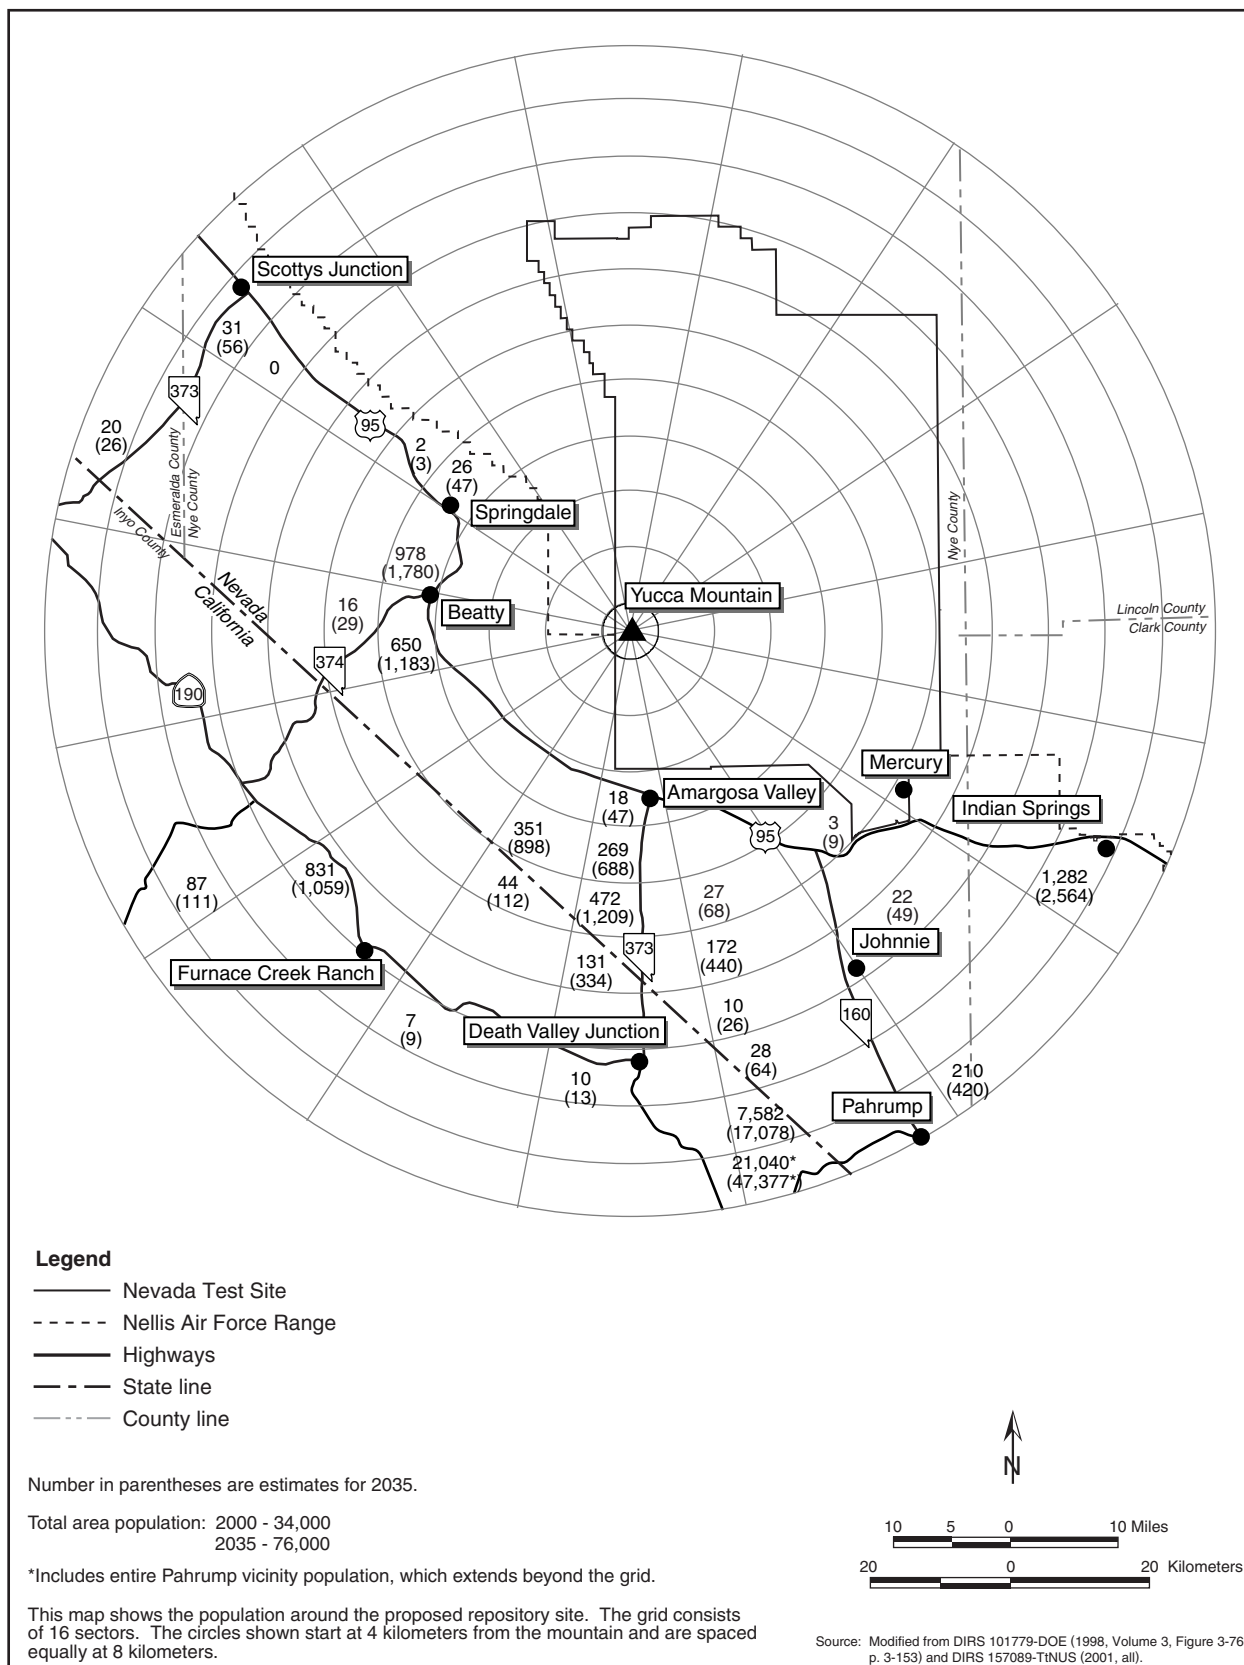 Scottys Junction
31
(56)
0
373
95
20
(26)
2
(3)
26
(47)
Springdale
Esmeralda County
Nye County
Inyo County
Nye County
978
(1,780)
Yucca Mountain
Nevada
California
16
(29)
Beatty
Lincoln County
Clark County
650
(1,183)
374
190
Mercury
Amargosa Valley
Indian Springs
18
(47)
351
(898)
95
3
(9)
269
(688)
831
(1,059)
87
(111)
44
(112)
472
(1,209)
27
(68)
22
(49)
1,282
(2,564)
Johnnie
373
172
(440)
131
(334)
Furnace Creek Ranch
10
(26)
160
7
(9)
Death Valley Junction
28
(64)
10
(13)
210
(420)
Pahrump
7,582
(17,078)
21,040*
(47,377*)
Legend
Nevada Test Site
Nellis Air Force Range
Highways
State line
County line
N
Number in parentheses are estimates for 2035.
Total area population: 2000 - 34,000
2035 - 76,000
10 5 0 10 Miles
20 0 20 Kilometers
*Includes entire Pahrump vicinity population, which extends beyond the grid.
This map shows the population around the proposed repository site. The grid consists
of 16 sectors. The circles shown start at 4 kilometers from the mountain and are spaced
equally at 8 kilometers.
Source: Modified from DIRS 101779-DOE (1998, Volume 3, Figure 3-76
p. 3-153) and DIRS 157089-TtNUS (2001, all).